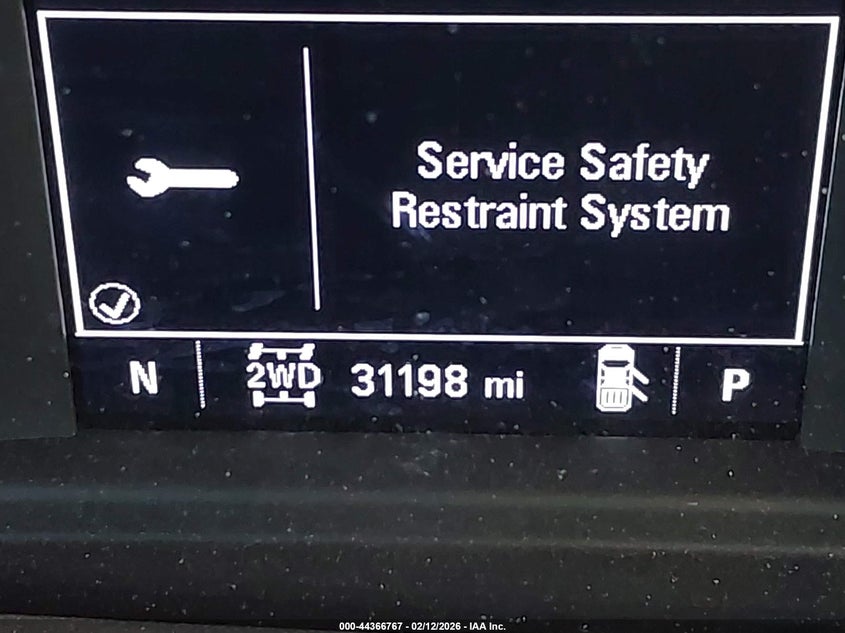 Service Safety
Restraint System
N 2WD 31198 mi P
000-44366767 - 02/12/2026 - IAA Inc.